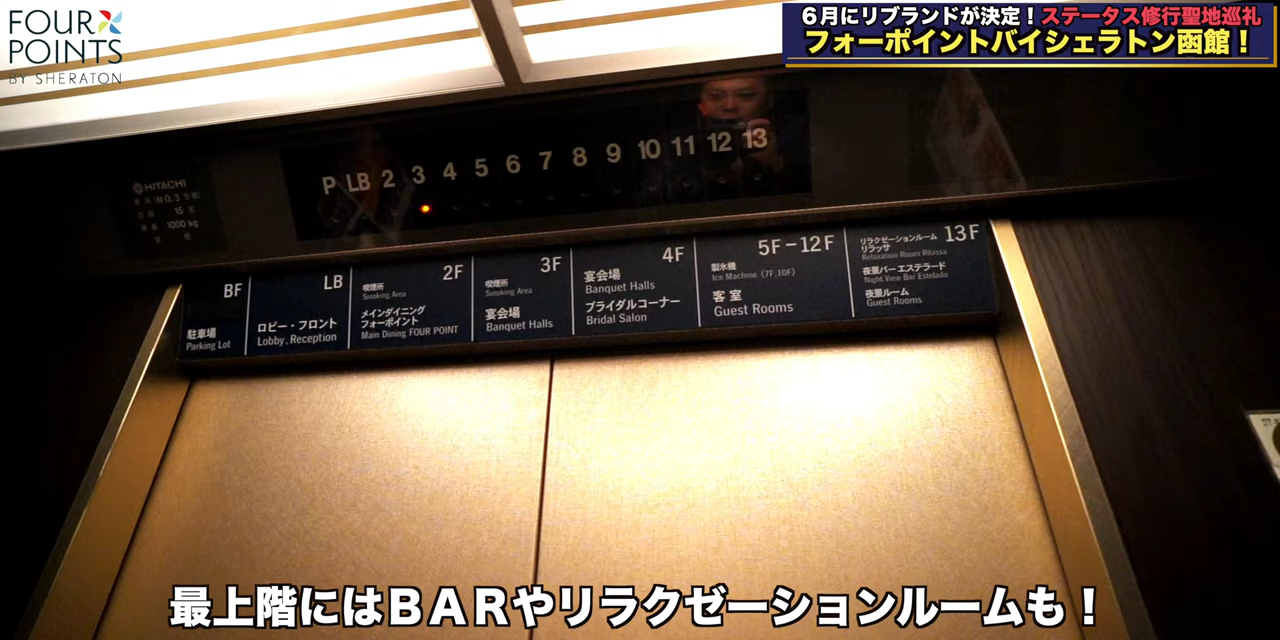 FOUR
POINTS
BY SHERATON
6月にリブランドが決定！ステータス修行聖地巡礼
フォーポイントバイシェラトン函館！
P LB 2 3 4 5 6 7 8 9 10 11 12 13
HITACHI
15名
1000 kg
BF
駐車場
Parking Lot
LB
ロビー・フロント
Lobby, Reception
2F
喫煙所
Smoking Area
メインダイニング
フォーポイント
Main Dining FOUR POINT
3F
喫煙所
Smoking Area
宴会場
Banquet Halls
4F
宴会場
Banquet Halls
ブライダルコーナー
Bridal Salon
5F-12F
製氷機
Ice Machine (7F,10F)
客室
Guest Rooms
13F
リラクゼーションルーム
リラッサ
Relaxation Room Rilassa
夜景バー エステラード
Night View Bar Estelado
夜景ルーム
Guest Rooms
最上階にはBARやリラクゼーションルームも！